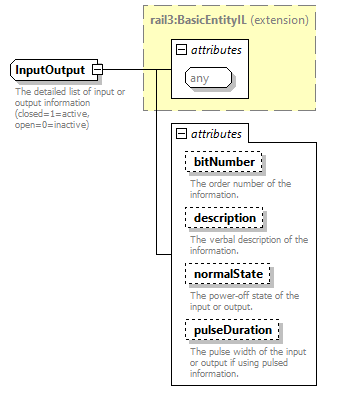 rail3:BasicEntityIL (extension)
attributes
any
InputOutput
The detailed list of input or
output information
(closed=1=active,
open=0=inactive)
attributes
bitNumber
The order number of the
information.
description
The verbal description of the
information.
normalState
The power-off state of the
input or output.
pulseDuration
The pulse width of the input
or output if using pulsed
information.